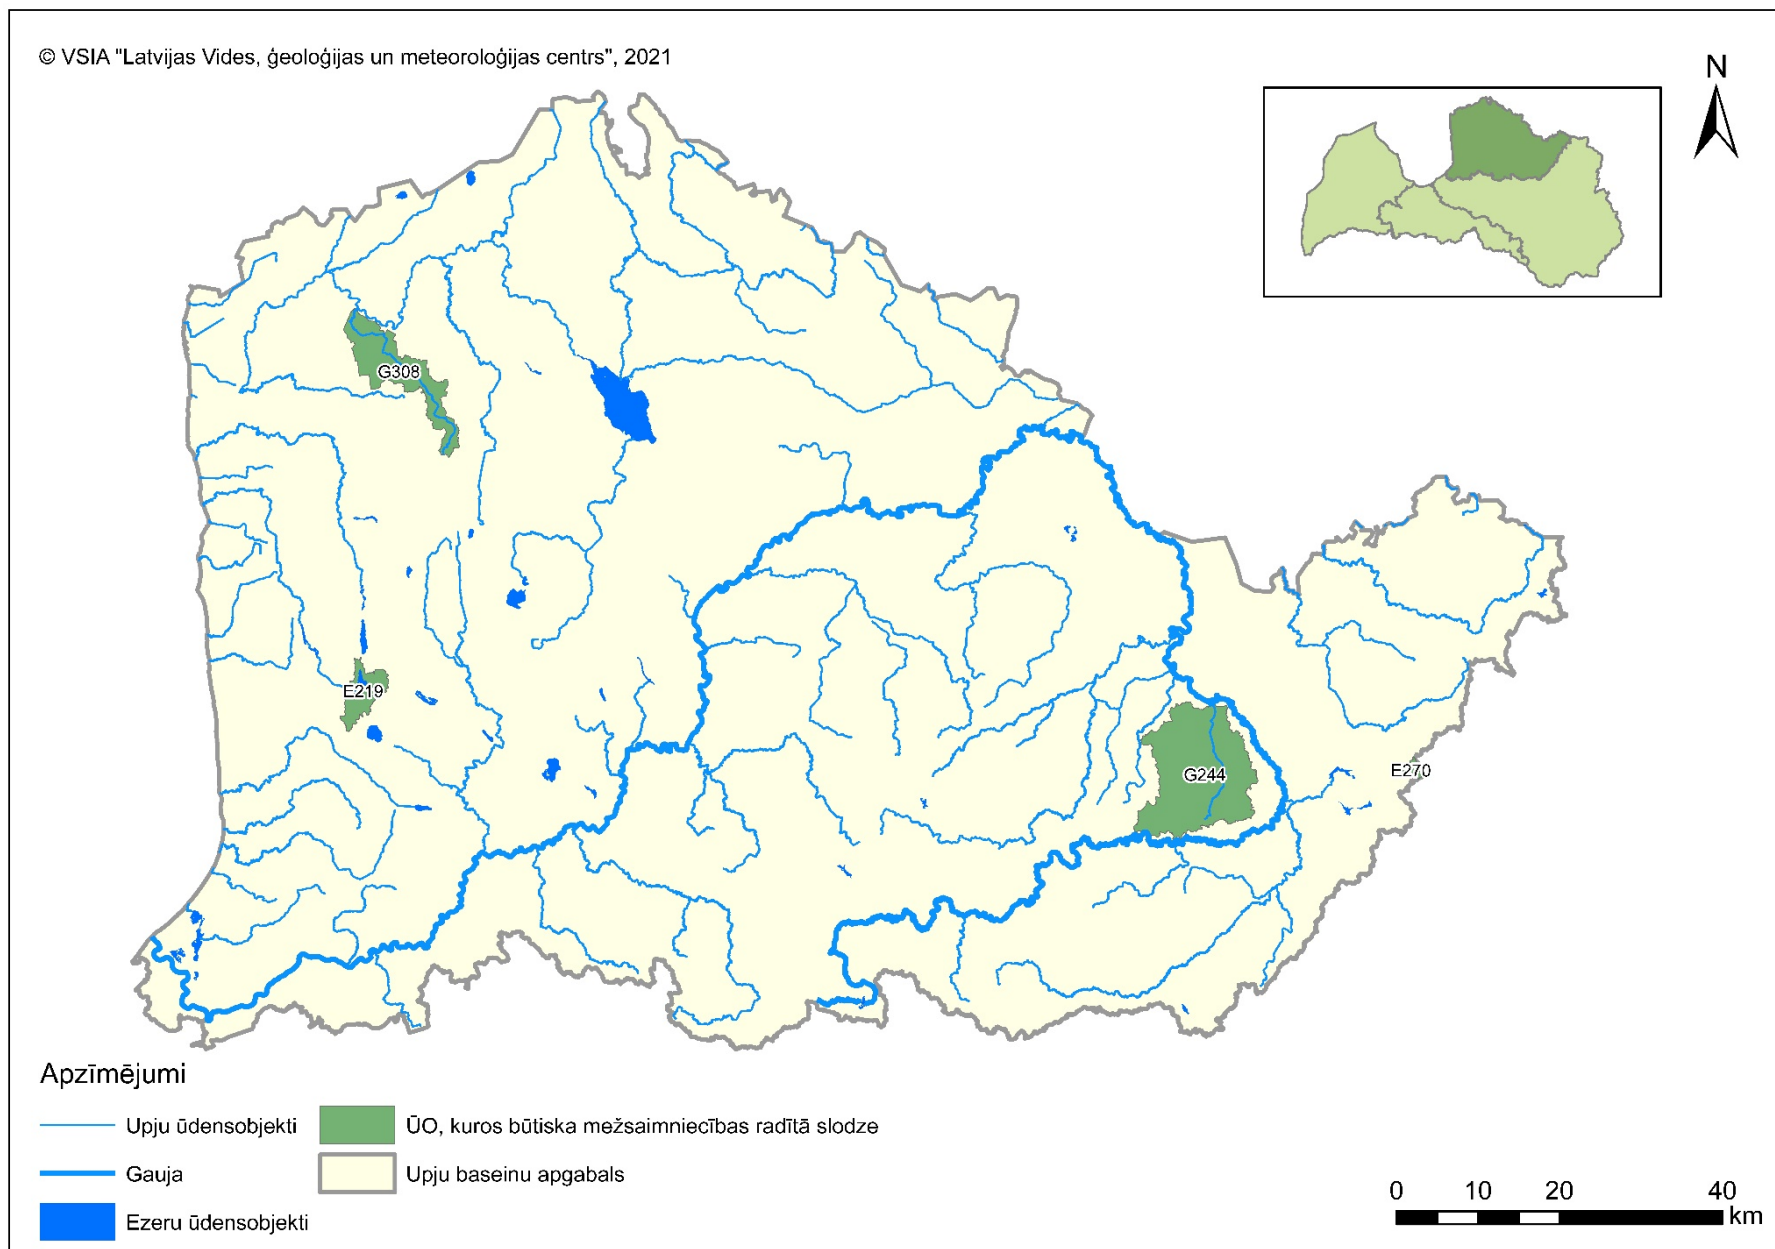 © VSIA "Latvijas Vides, ģeoloģijas un meteoroloģijas centrs", 2021
N
G308
E219
G244
E270
Apzīmējumi
Upju ūdensobjekti
ŪO, kuros būtiska mežsaimniecības radītā slodze
Gauja
Upju baseinu apgabals
Ezeru ūdensobjekti
0 10 20 40
km